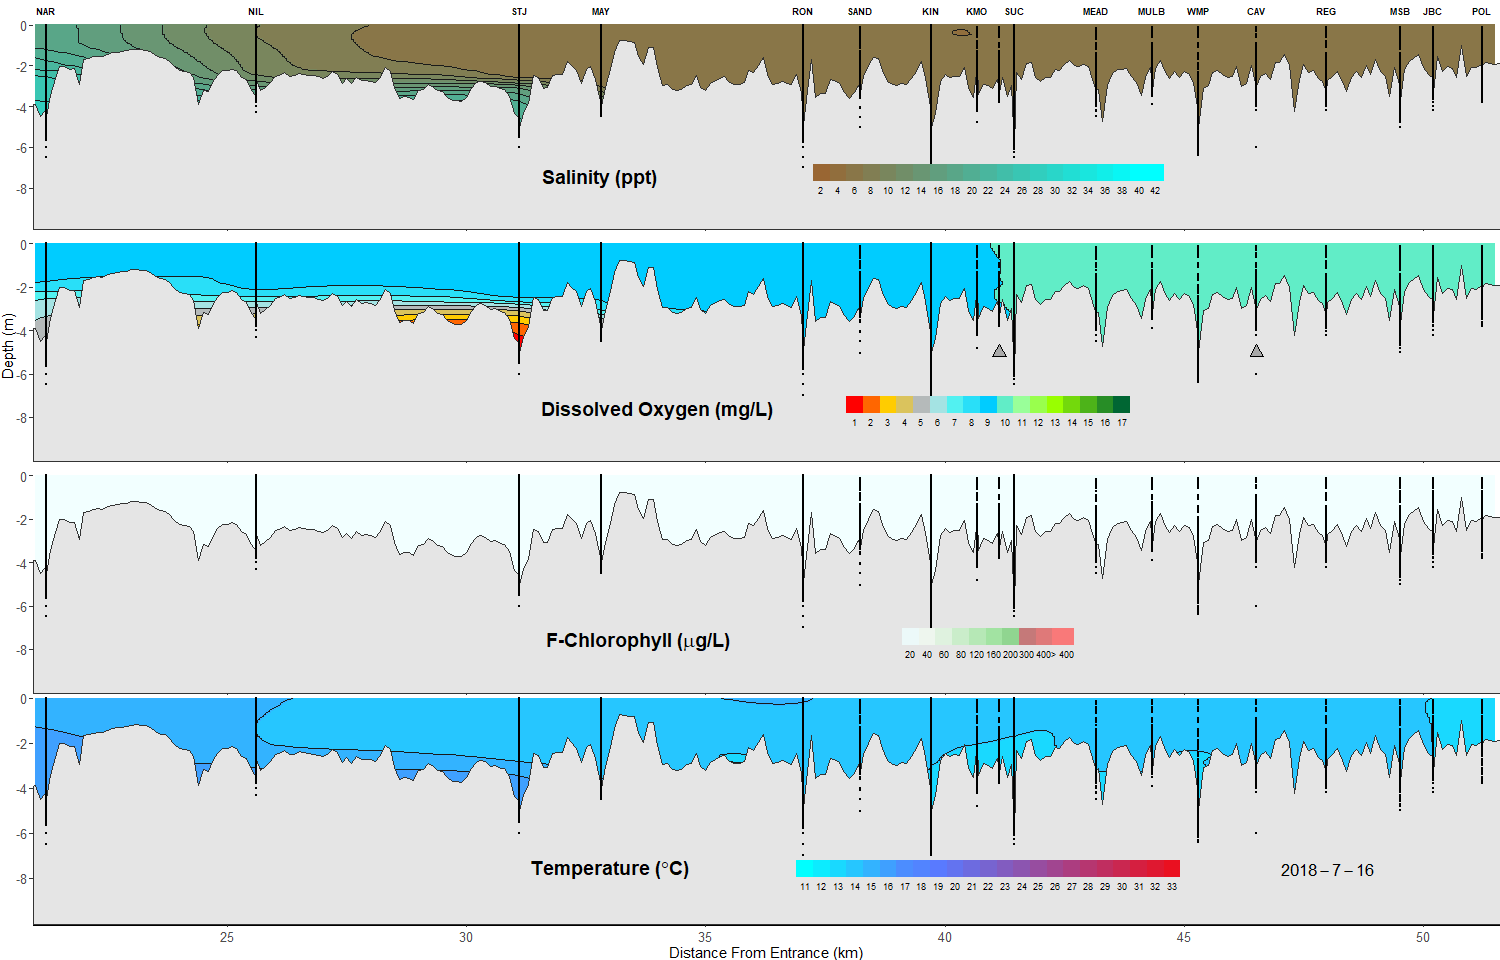 NAR NIL STJ MAY RON SAND KIN KMO SUC MEAD MULB WMP CAV REG MSB JBC POL
0
-2
-4
-6
-8
Salinity (ppt)
2 4 6 8 10 12 14 16 18 20 22 24 26 28 30 32 34 36 38 40 42
0
-2
-4
-6
-8
Dissolved Oxygen (mg/L)
1 2 3 4 5 6 7 8 9 10 11 12 13 14 15 16 17
Depth (m)
0
-2
-4
-6
-8
F-Chlorophyll (μg/L)
20 40 60 80 120 160 200 300 400> 400
0
-2
-4
-6
-8
Temperature (°C)
11 12 13 14 15 16 17 18 19 20 21 22 23 24 25 26 27 28 29 30 31 32 33
2018 – 7 – 16
25 30 35 40 45 50
Distance From Entrance (km)